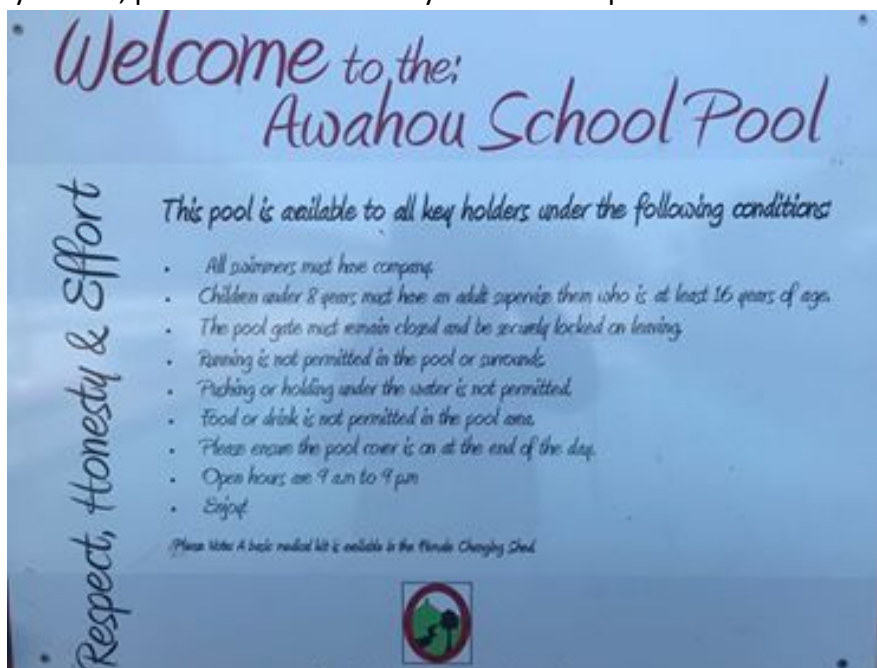 Welcome to the:
Awahou School Pool
Respect, Honesty & Effort
This pool is available to all key holders under the following conditions:
• All swimmers must have company.
• Children under 8 years must have an adult supervise them who is at least 16 years of age.
• The pool gate must remain closed and be securely locked on leaving.
• Running is not permitted in the pool or surrounds.
• Pushing or holding under the water is not permitted.
• Food or drink is not permitted in the pool area.
• Please ensure the pool cover is on at the end of the day.
• Open hours are 9 am to 9 pm
• Enjoy!
(Please Note: A basic medical kit is available in the Female Changing Shed.